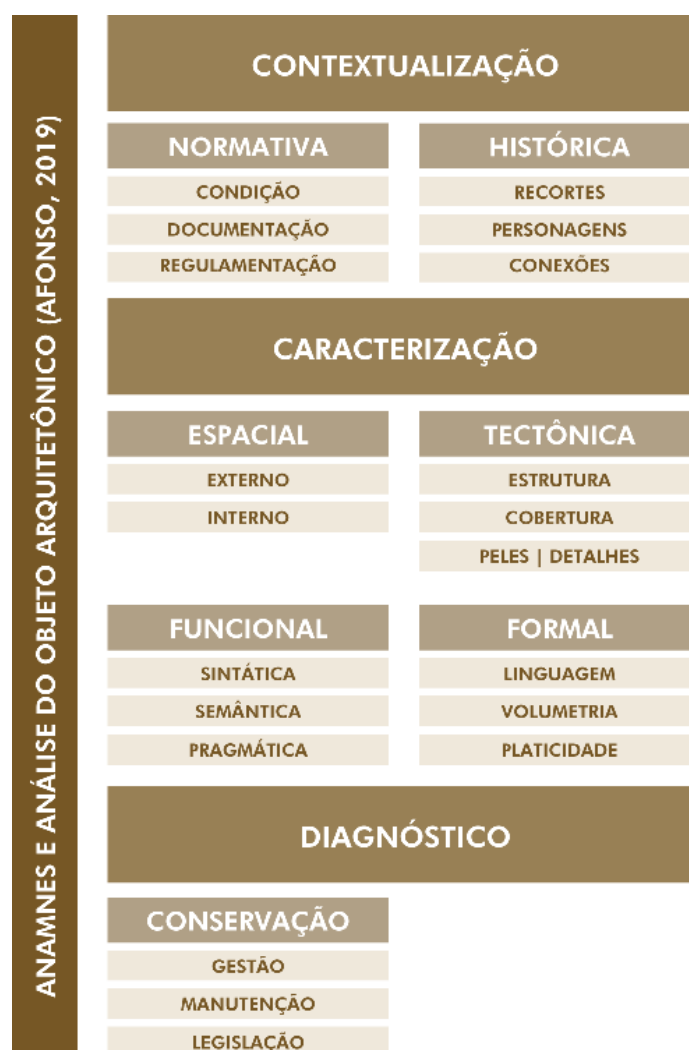 ANAMNES E ANÁLISE DO OBJETO ARQUITETÔNICO (AFONSO, 2019)
CONTEXTUALIZAÇÃO
NORMATIVA
CONDIÇÃO
DOCUMENTAÇÃO
REGULAMENTAÇÃO
HISTÓRICA
RECORTES
PERSONAGENS
CONEXÕES
CARACTERIZAÇÃO
ESPACIAL
EXTERNO
INTERNO
TECTÔNICA
ESTRUTURA
COBERTURA
PELES | DETALHES
FUNCIONAL
SINTÁTICA
SEMÂNTICA
PRAGMÁTICA
FORMAL
LINGUAGEM
VOLUMETRIA
PLATICIDADE
DIAGNÓSTICO
CONSERVAÇÃO
GESTÃO
MANUTENÇÃO
LEGISLAÇÃO